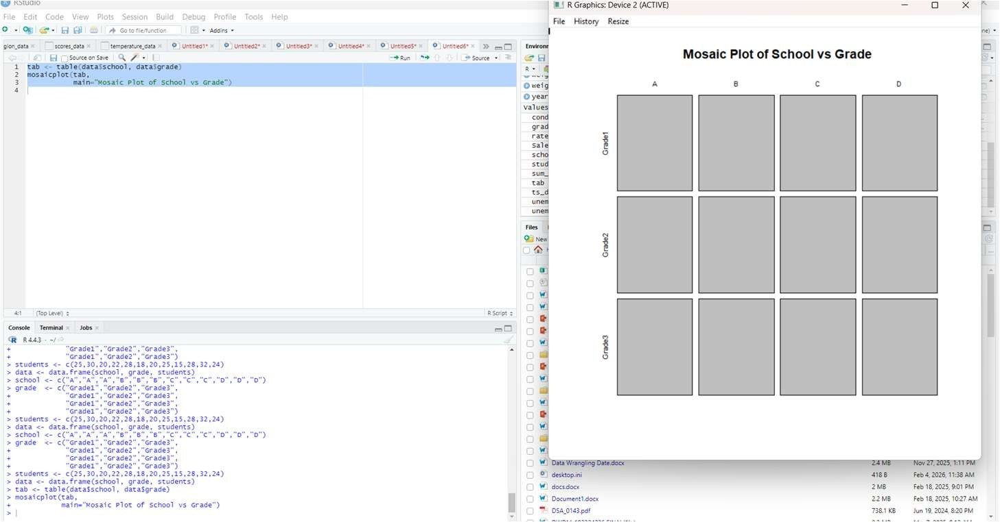 RStudio
File Edit Code View Plots Session Build Debug Profile Tools Help
Go to file/function Addins
gion_data scores_data temperature_data Untitled1* Untitled2* Untitled3* Untitled4* Untitled5* Untitled6*
Source on Save Run Source
1 tab <- table(data$school, data$grade)
2 mosaicplot(tab,
3 main="Mosaic Plot of School vs Grade")
4
4:1 (Top Level) R Script
Console Terminal Jobs
R 4.4.3 · ~/
+ "Grade1","Grade2","Grade3",
+ "Grade1","Grade2","Grade3")
> students <- c(25,30,20,22,28,18,20,25,15,28,32,24)
> data <- data.frame(school, grade, students)
> school <- c("A","A","A","B","B","B","C","C","C","D","D","D")
> grade  <- c("Grade1","Grade2","Grade3",
+ "Grade1","Grade2","Grade3",
+ "Grade1","Grade2","Grade3",
+ "Grade1","Grade2","Grade3")
> students <- c(25,30,20,22,28,18,20,25,15,28,32,24)
> data <- data.frame(school, grade, students)
> school <- c("A","A","A","B","B","B","C","C","C","D","D","D")
> grade  <- c("Grade1","Grade2","Grade3",
+ "Grade1","Grade2","Grade3",
+ "Grade1","Grade2","Grade3",
+ "Grade1","Grade2","Grade3")
> students <- c(25,30,20,22,28,18,20,25,15,28,32,24)
> data <- data.frame(school, grade, students)
> tab <- table(data$school, data$grade)
> mosaicplot(tab,
+ main="Mosaic Plot of School vs Grade")
>
Environ
R
weig
year
values
cond
grad
rate
Sale
scho
stud
sum_
tab
ts_d
unem
unem
Files
New
R Graphics: Device 2 (ACTIVE)
File History Resize
Mosaic Plot of School vs Grade
A B C D
Grade1
Grade2
Grade3
Data Wrangling Date.docx 2.4 MB Nov 27, 2025, 1:11 PM
desktop.ini 418 B Feb 4, 2026, 11:38 AM
docs.docx 2 MB Feb 18, 2025, 9:01 PM
Document1.docx 2.2 MB Feb 18, 2025, 10:27 AM
DSA_0143.pdf 738.1 KB Jun 19, 2024, 8:20 PM